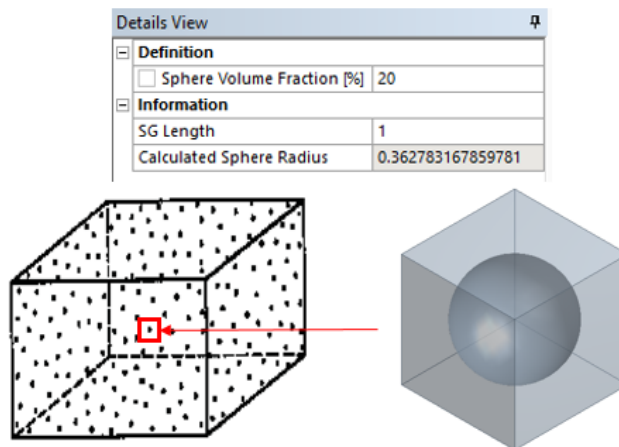 Details View
Definition
Sphere Volume Fraction [%] 20
Information
SG Length 1
Calculated Sphere Radius 0.362783167859781